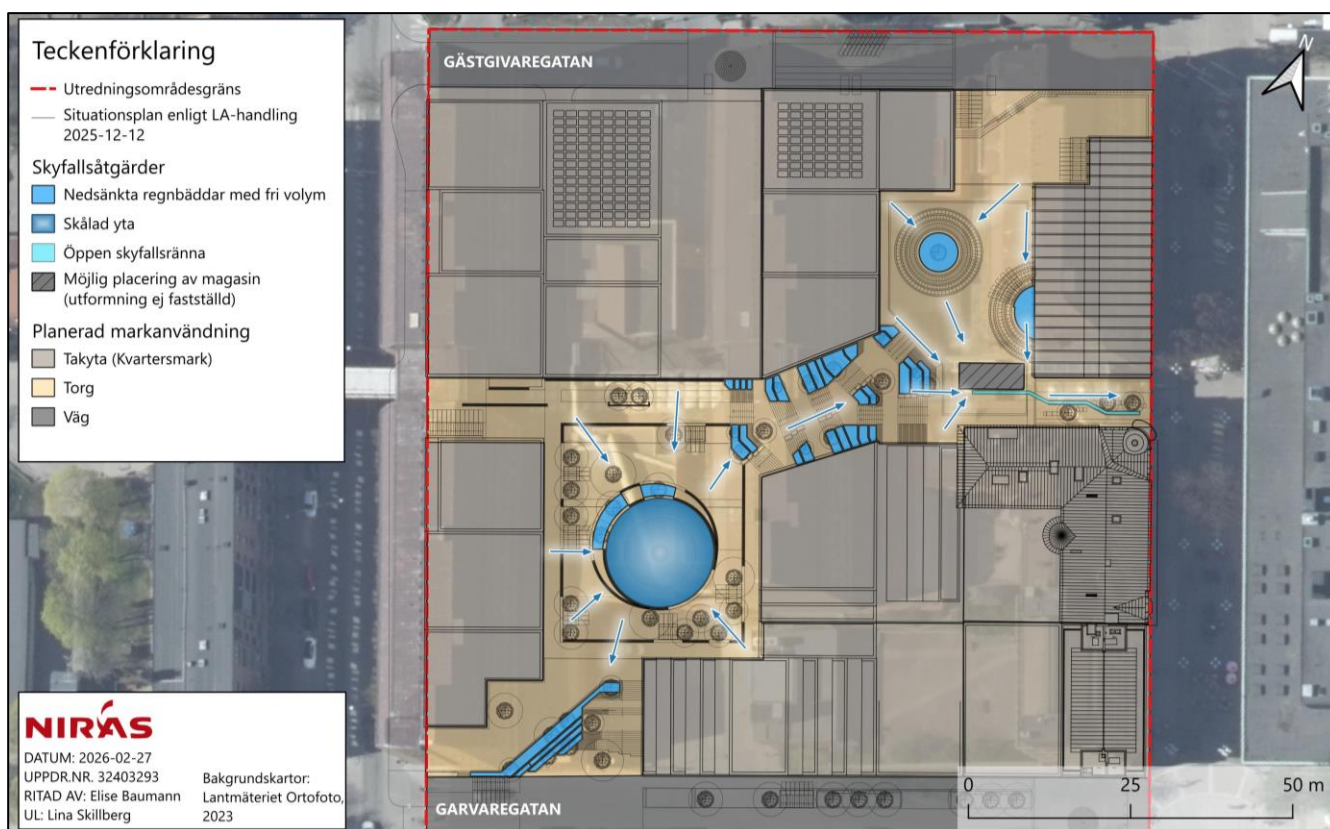 Teckenförklaring
Utredningsområdesgräns
Situationsplan enligt LA-handling
2025-12-12
Skyfallsåtgärder
Nedsänkta regnbäddar med fri volym
Skålad yta
Öppen skyfallsränna
Möjlig placering av magasin
(utformning ej fastställd)
Planerad markanvändning
Takyta (Kvartersmark)
Torg
Väg
GÄSTGIVAREGATAN
N
GARVAREGATAN
0 25 50 m
NIRÁS
DATUM: 2026-02-27
UPPDR.NR. 32403293
RITAD AV: Elise Baumann
UL: Lina Skillberg
Bakgrundskartor:
Lantmäteriet Ortofoto,
2023